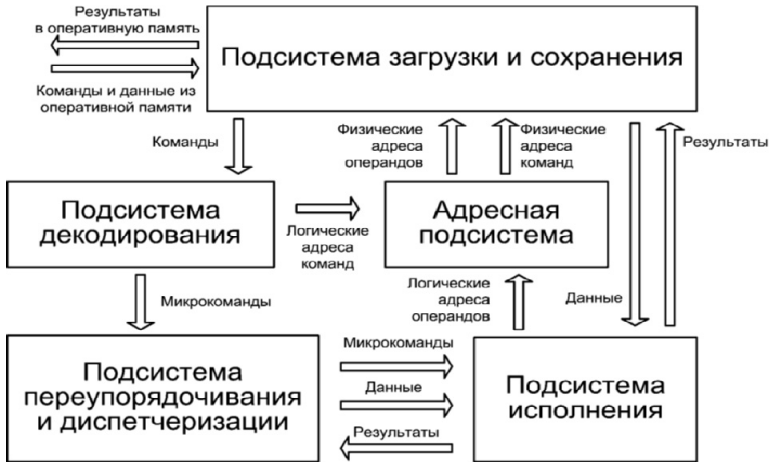 Результаты
в оперативную память
Подсистема загрузки и сохранения
Команды и данные из
оперативной памяти
Команды
Физические
адреса
операндов
Физические
адреса
команд
Результаты
Подсистема
декодирования
Логические
адреса
команд
Адресная
подсистема
Микрокоманды
Логические
адреса
операндов
Данные
Подсистема
переупорядочивания
и диспетчеризации
Микрокоманды
Данные
Результаты
Подсистема
исполнения